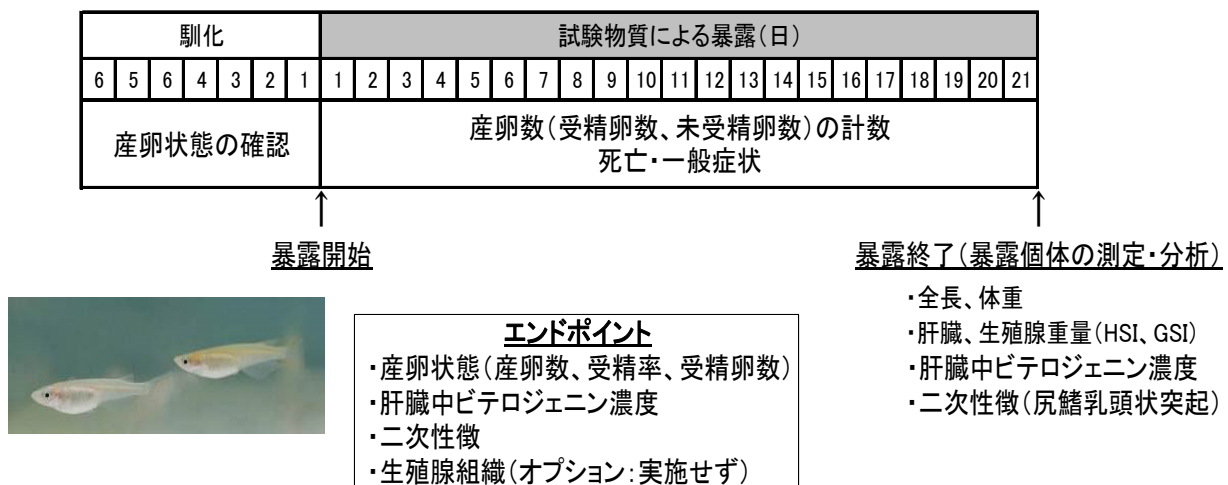 馴化 試験物質による暴露(日)
6 5 6 4 3 2 1 1 2 3 4 5 6 7 8 9 10 11 12 13 14 15 16 17 18 19 20 21
産卵状態の確認
産卵数(受精卵数、未受精卵数)の計数
死亡・一般症状
↑ ↑
暴露開始
暴露終了(暴露個体の測定・分析)
・全長、体重
・肝臓、生殖腺重量(HSI、GSI)
・肝臓中ビテロジェニン濃度
・二次性徴(尻鰭乳頭状突起)
エンドポイント
・産卵状態(産卵数、受精率、受精卵数)
・肝臓中ビテロジェニン濃度
・二次性徴
・生殖腺組織(オプション:実施せず)